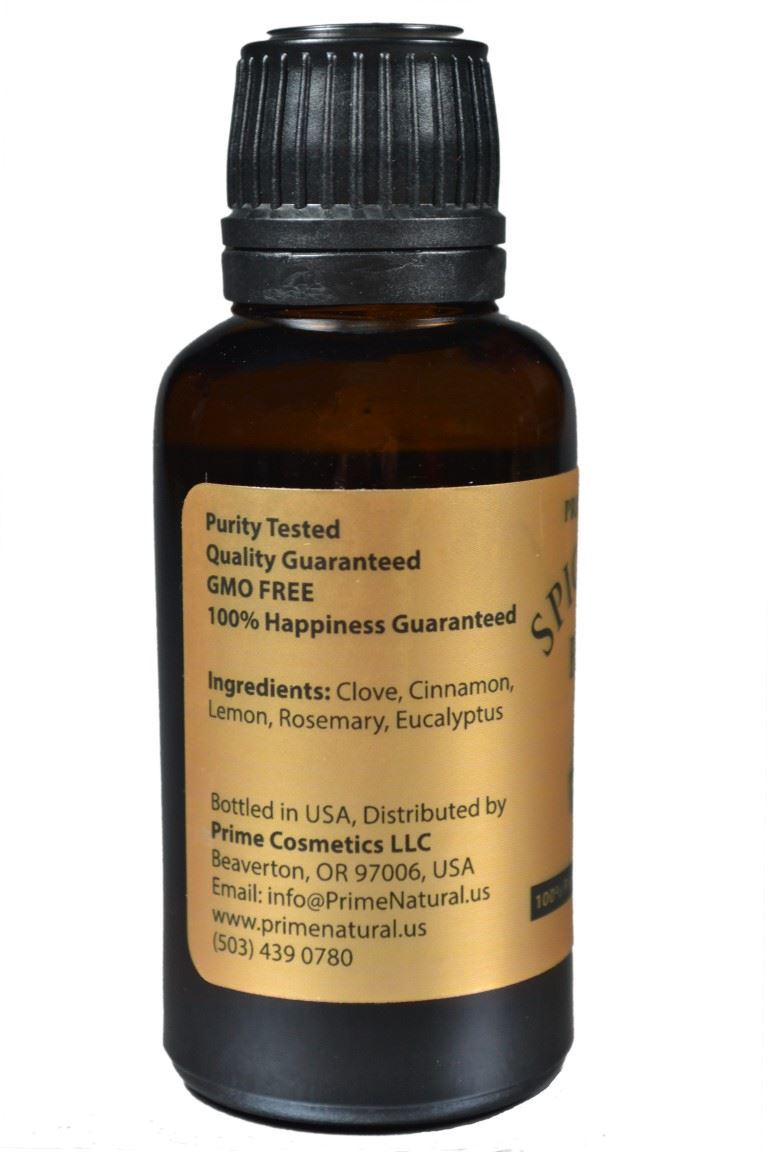 Purity Tested
Quality Guaranteed
GMO FREE
100% Happiness Guaranteed
Ingredients: Clove, Cinnamon,
Lemon, Rosemary, Eucalyptus
Bottled in USA, Distributed by
Prime Cosmetics LLC
Beaverton, OR 97006, USA
Email: info@PrimeNatural.us
www.primenatural.us
(503) 439 0780
100%